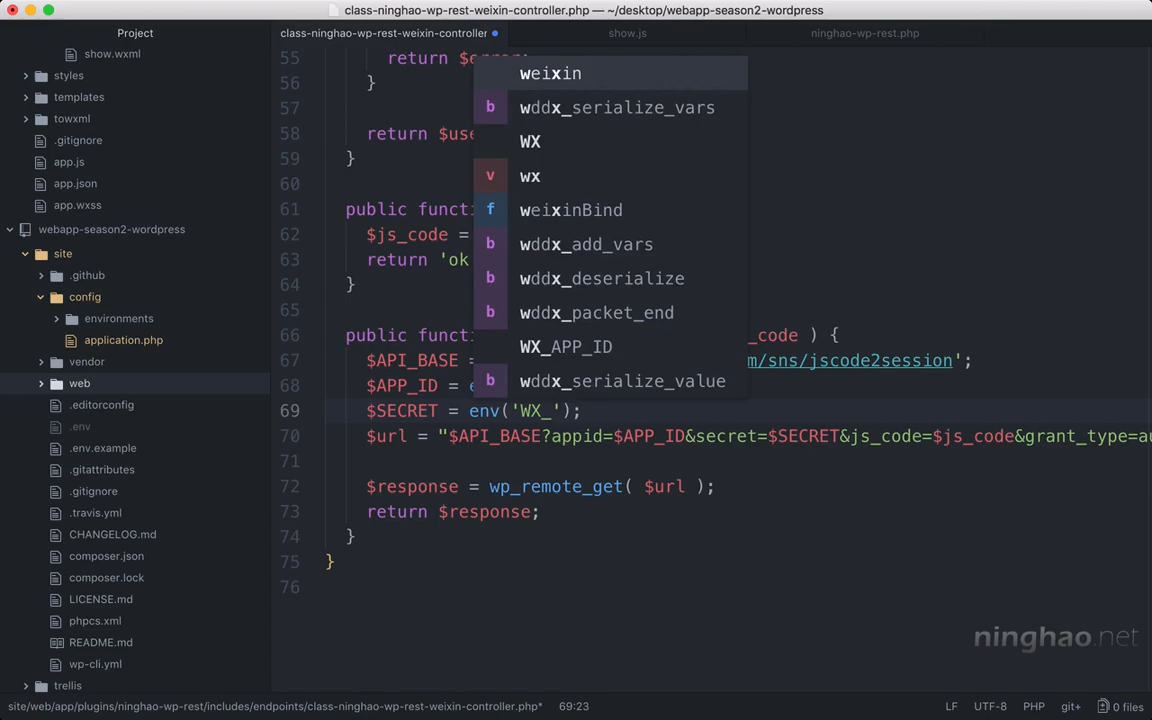 class-ninghao-wp-rest-weixin-controller.php — ~/desktop/webapp-season2-wordpress
Project
class-ninghao-wp-rest-weixin-controller
show.js
ninghao-wp-rest.php
show.wxml
styles
templates
towxml
.gitignore
app.js
app.json
app.wxss
webapp-season2-wordpress
site
.github
config
environments
application.php
vendor
web
.editorconfig
.env
.env.example
.gitattributes
.gitignore
.travis.yml
CHANGELOG.md
composer.json
composer.lock
LICENSE.md
phpcs.xml
README.md
wp-cli.yml
trellis
55 return
56 }
57
58 return $use
59 }
60
61 public functi
62 $js_code =
63 return 'ok
64 }
65
66 public functi _code ) {
67 $API_BASE = m/sns/jscode2session';
68 $APP_ID = e
69 $SECRET = env('WX_');
70 $url = "$API_BASE?appid=$APP_ID&secret=$SECRET&js_code=$js_code&grant_type=au
71
72 $response = wp_remote_get( $url );
73 return $response;
74 }
75 }
76
weixin
b wddx_serialize_vars
WX
v wx
f weixinBind
b wddx_add_vars
b wddx_deserialize
b wddx_packet_end
WX_APP_ID
b wddx_serialize_value
ninghao.net
site/web/app/plugins/ninghao-wp-rest/includes/endpoints/class-ninghao-wp-rest-weixin-controller.php* 69:23
LF UTF-8 PHP git+ 0 files